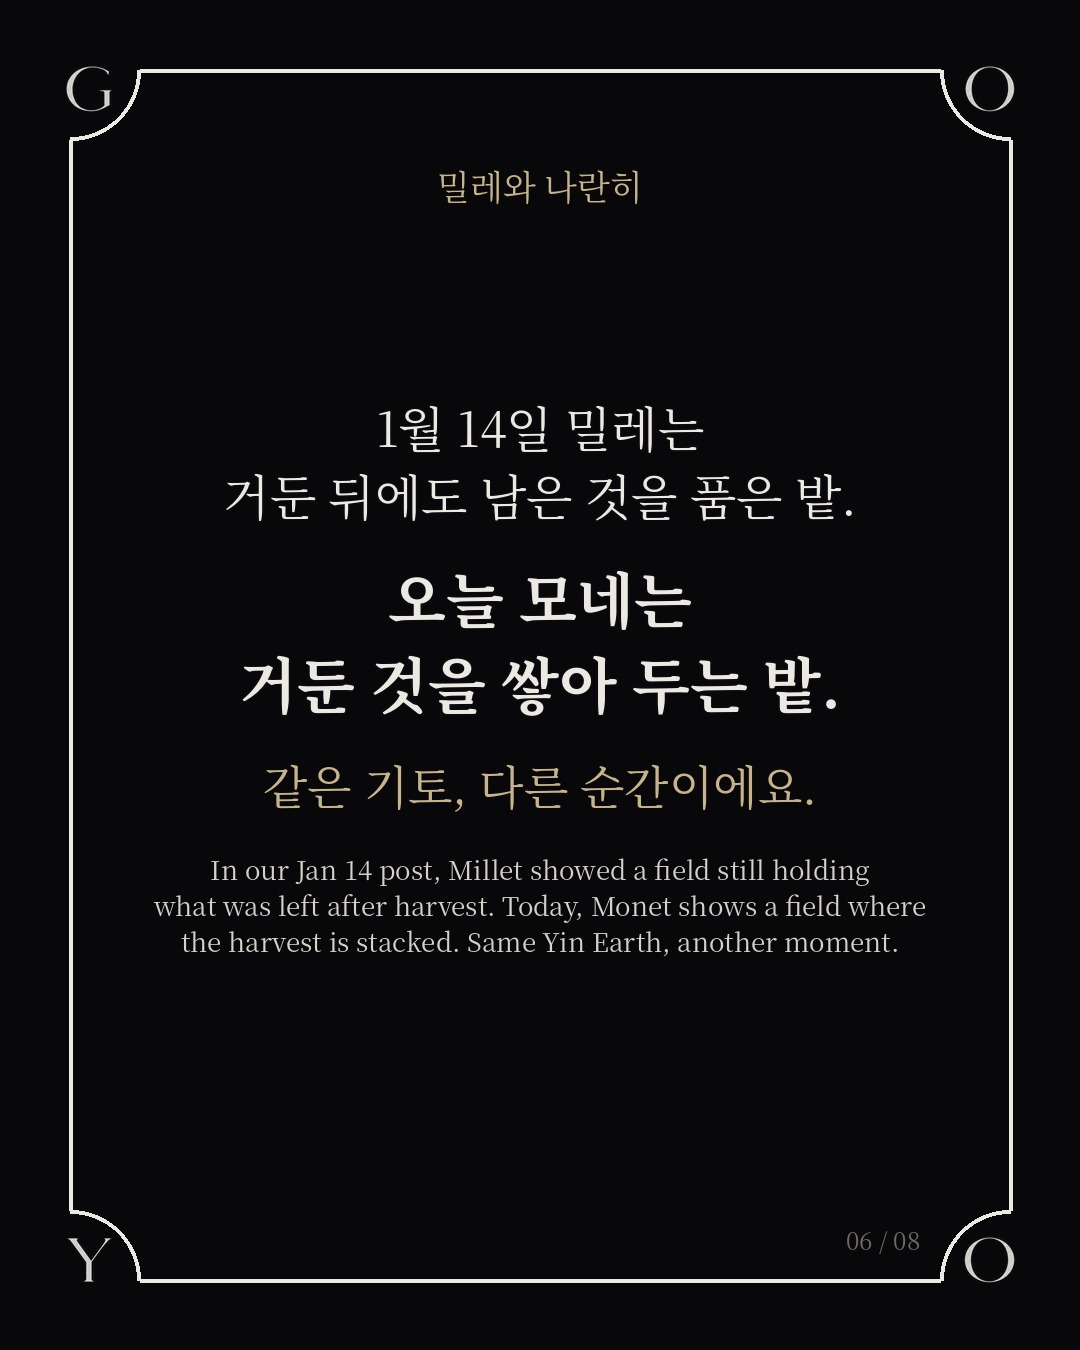 G O
밀레와 나란히
1월 14일 밀레는
거둔 뒤에도 남은 것을 품은 밭.
오늘 모네는
거둔 것을 쌓아 두는 밭.
같은 기토, 다른 순간이에요.
In our Jan 14 post, Millet showed a field still holding
what was left after harvest. Today, Monet shows a field where
the harvest is stacked. Same Yin Earth, another moment.
06 / 08
Y O